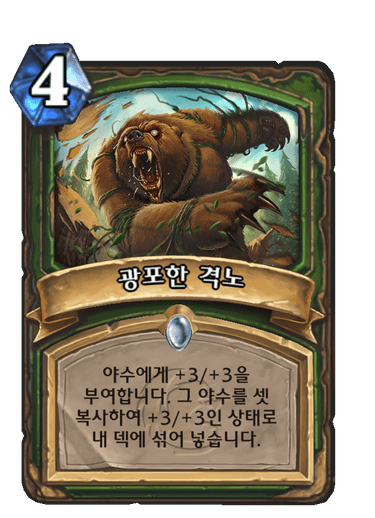 4
광포한 격노
야수에게 +3/+3을
부여합니다. 그 야수를 셋
복사하여 +3/+3인 상태로
내 덱에 섞어 넣습니다.